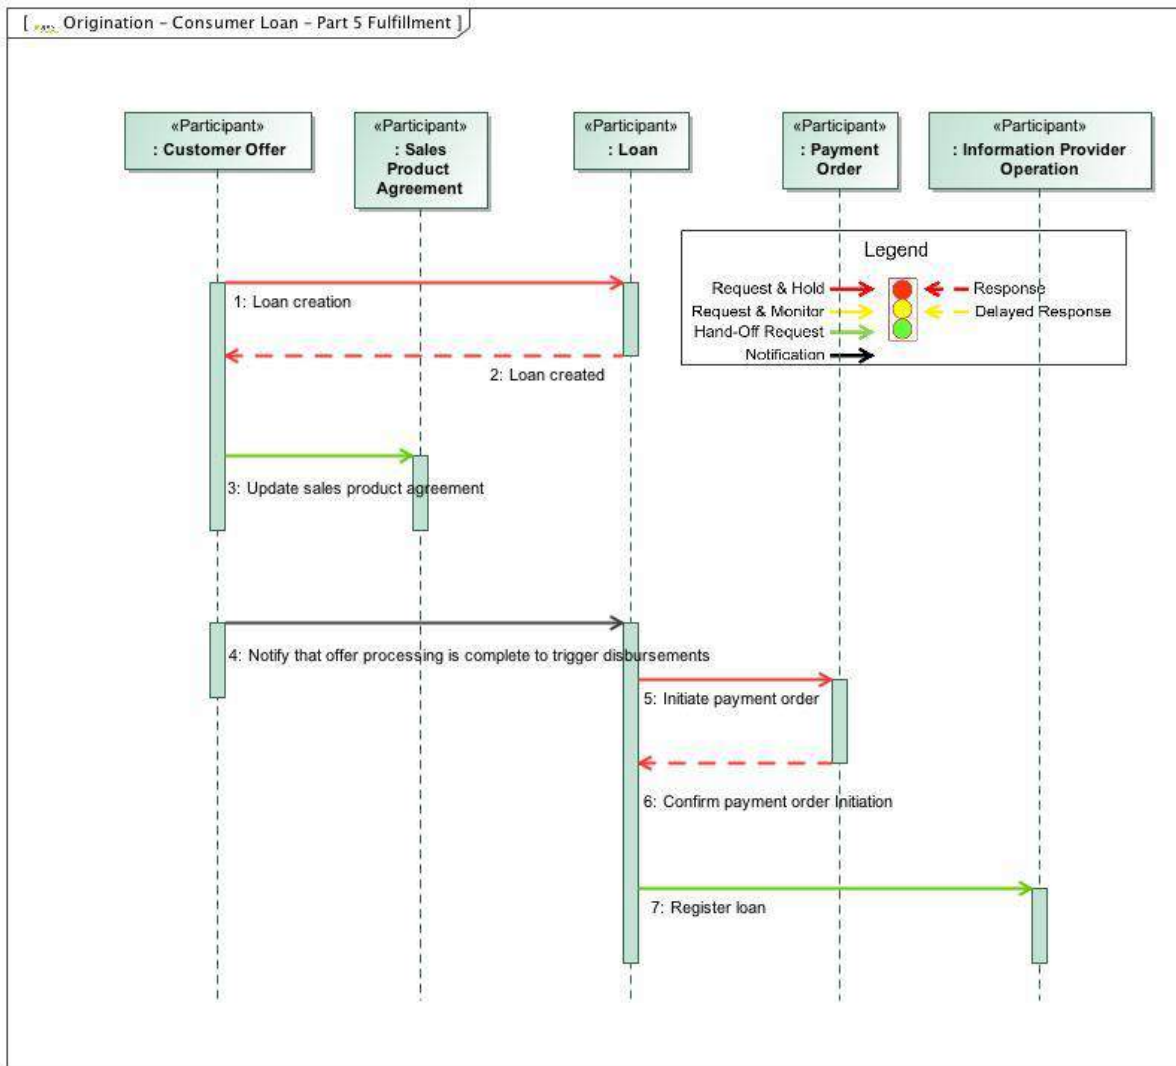 [ Origination - Consumer Loan - Part 5 Fulfillment ]
«Participant»
: Customer Offer
«Participant»
: Sales
Product
Agreement
«Participant»
: Loan
«Participant»
: Payment
Order
«Participant»
: Information Provider
Operation
Legend
Request & Hold
Response
Request & Monitor
Delayed Response
Hand-Off Request
Notification
1: Loan creation
2: Loan created
3: Update sales product agreement
4: Notify that offer processing is complete to trigger disbursements
5: Initiate payment order
6: Confirm payment order Initiation
7: Register loan